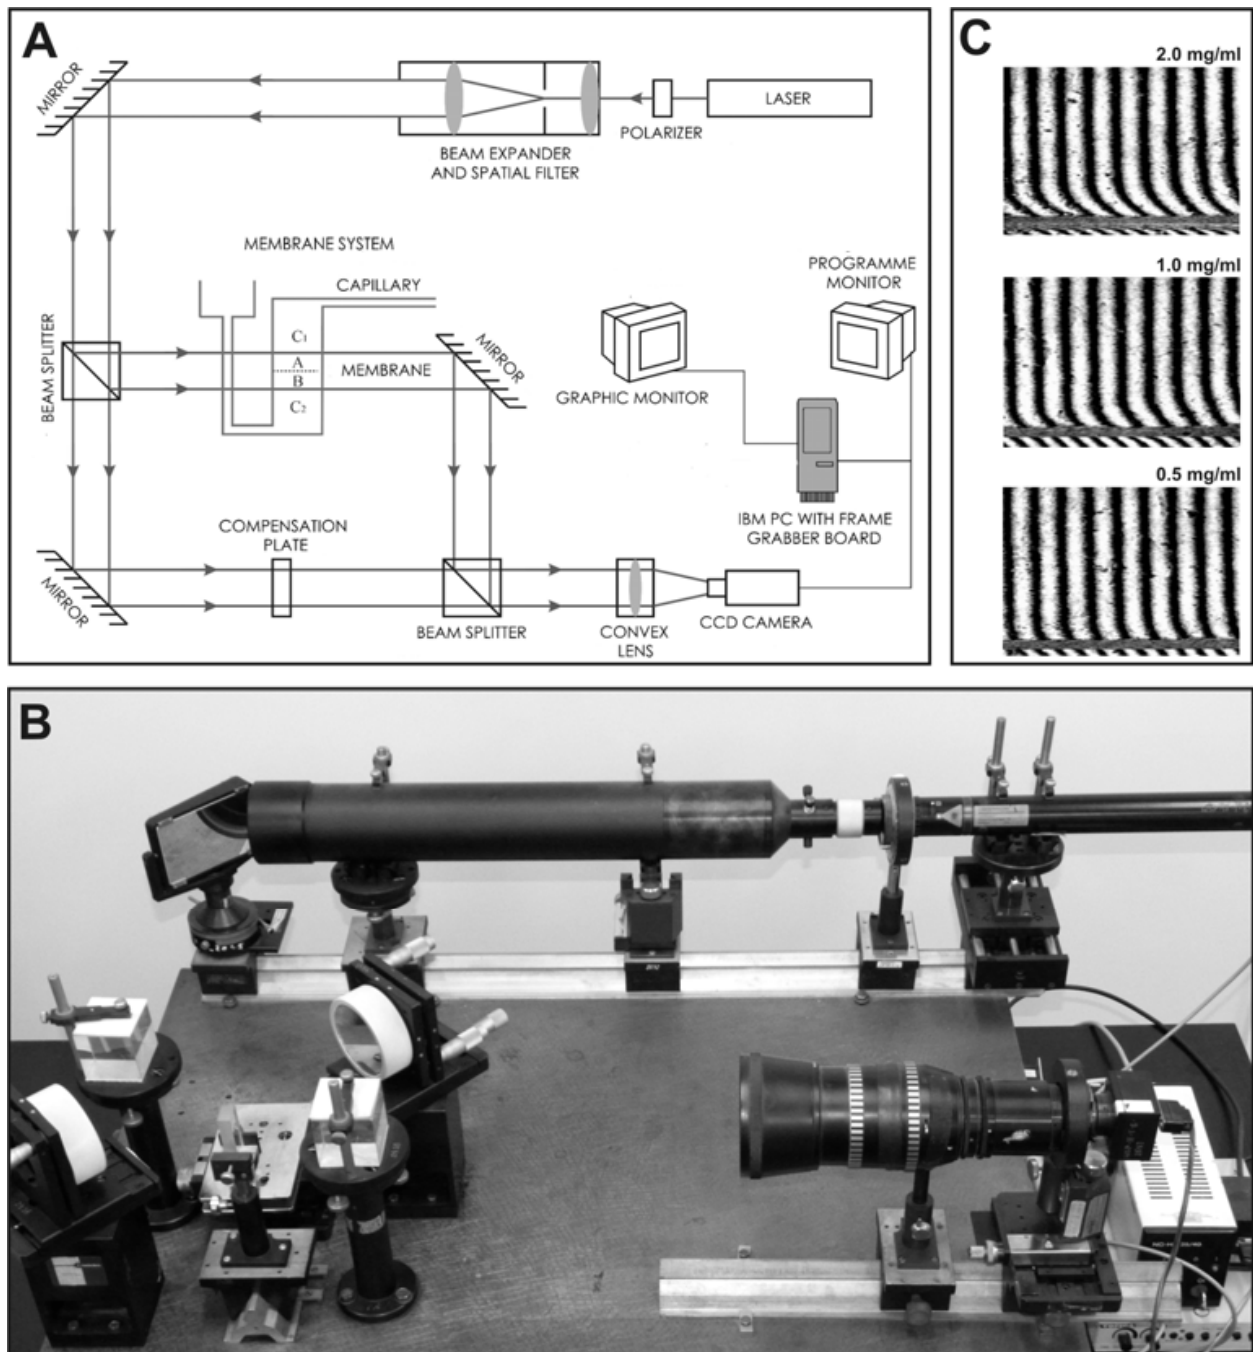 A
MIRROR
LASER
POLARIZER
BEAM EXPANDER
AND SPATIAL FILTER
MEMBRANE SYSTEM
CAPILLARY
PROGRAMME
MONITOR
BEAM SPLITTER
C1
A
B
C2
MEMBRANE
MIRROR
GRAPHIC MONITOR
IBM PC WITH FRAME
GRABBER BOARD
COMPENSATION
PLATE
MIRROR
BEAM SPLITTER
CONVEX
LENS
CCD CAMERA
C
2.0 mg/ml
1.0 mg/ml
0.5 mg/ml
B